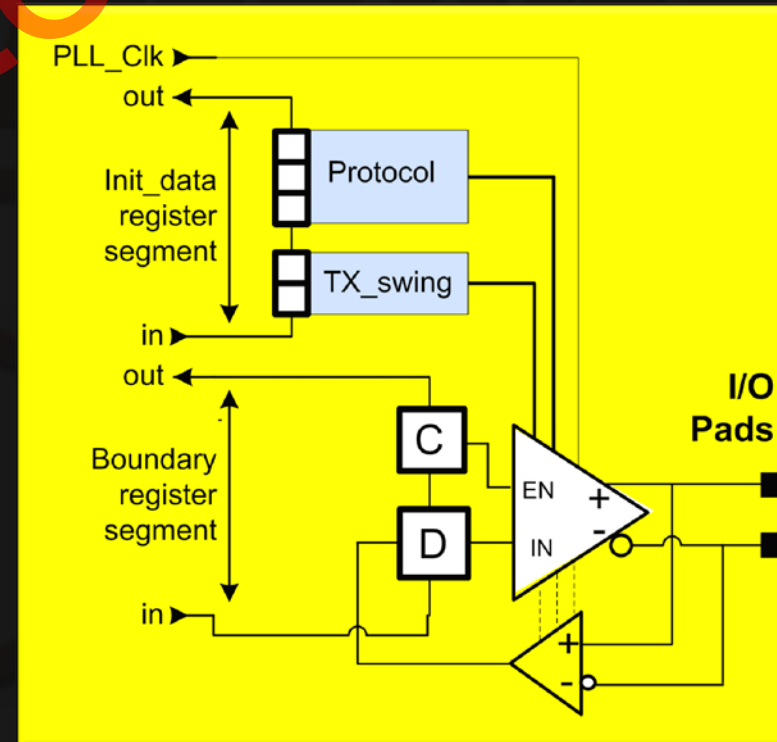 PLL_Clk
out
Init_data
register
segment
Protocol
TX_swing
in
out
I/O
Pads
C
Boundary
register
segment
EN
+
-
D
IN
in
+
-